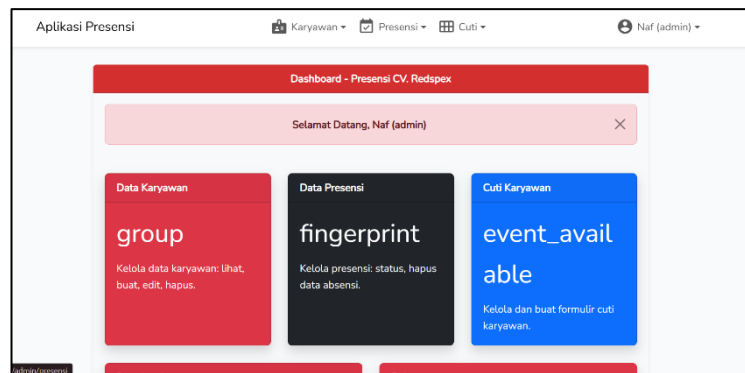 Aplikasi Presensi
Karyawan
Presensi
Cuti
Naf (admin)
Dashboard - Presensi CV. Redspex
Selamat Datang, Naf (admin)
Data Karyawan
group
Kelola data karyawan: lihat,
buat, edit, hapus.
Data Presensi
fingerprint
Kelola presensi: status, hapus
data absensi.
Cuti Karyawan
event_avail
able
Kelola dan buat formulir cuti
karyawan.
/admin/presensi